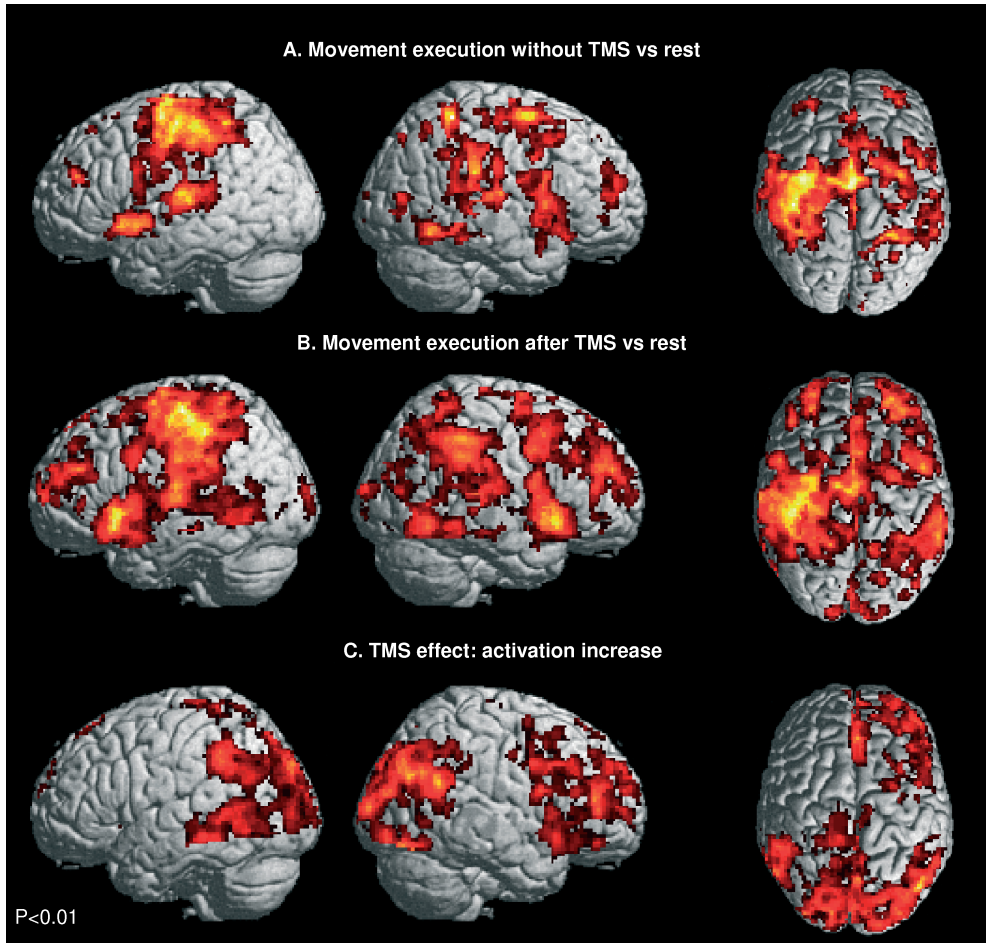 A. Movement execution without TMS vs rest
B. Movement execution after TMS vs rest
C. TMS effect: activation increase
P<0.01